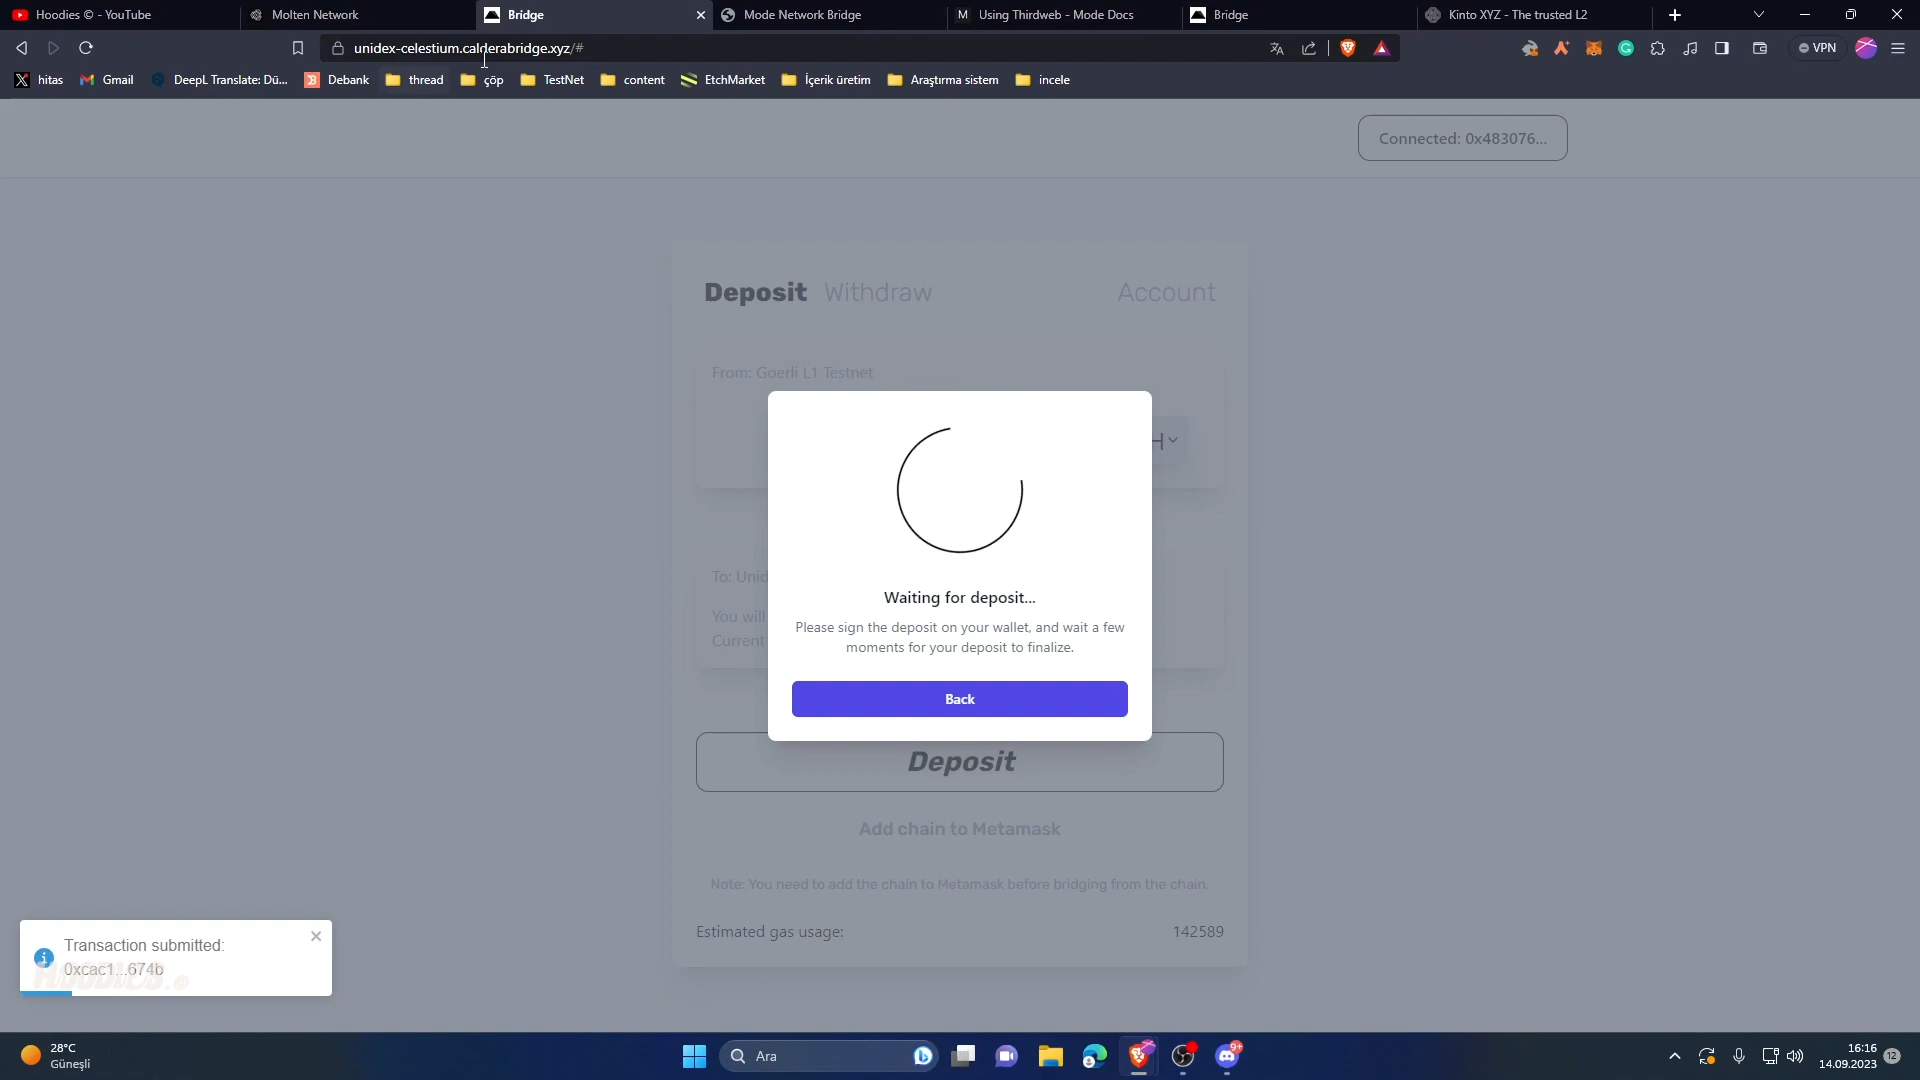 Hoodies © - YouTube
Molten Network
Bridge
Mode Network Bridge
Using Thirdweb - Mode Docs
Bridge
Kinto XYZ - The trusted L2
unidex-celestium.calderabridge.xyz/#
VPN
hitas
Gmail
DeepL Translate: Dü...
Debank
thread
çöp
TestNet
content
EtchMarket
İçerik üretim
Araştırma sistem
incele
Connected: 0x483076...
Deposit Withdraw Account
From: Goerli L1 Testnet
To: Unid
You will
Current
Waiting for deposit...
Please sign the deposit on your wallet, and wait a few
moments for your deposit to finalize.
Back
Deposit
Add chain to Metamask
Note: You need to add the chain to Metamask before bridging from the chain.
Estimated gas usage: 142589
Transaction submitted:
0xcac1...674b
HOODIES.©
28°C
Güneşli
Ara
9+
16:16
14.09.2023
12